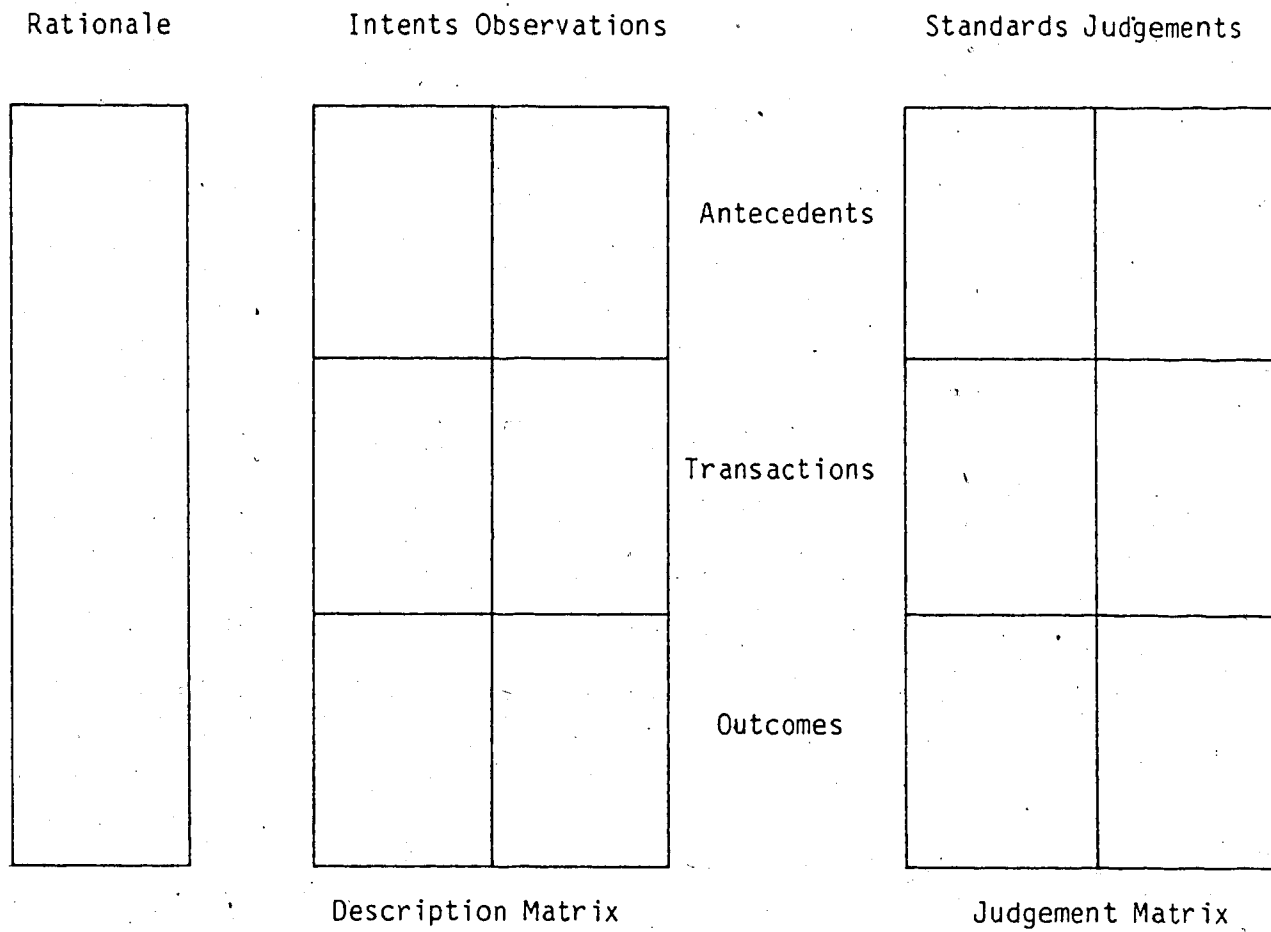 Rationale
Intents Observations
Standards Judgements
Antecedents
Transactions
Outcomes
Description Matrix
Judgement Matrix